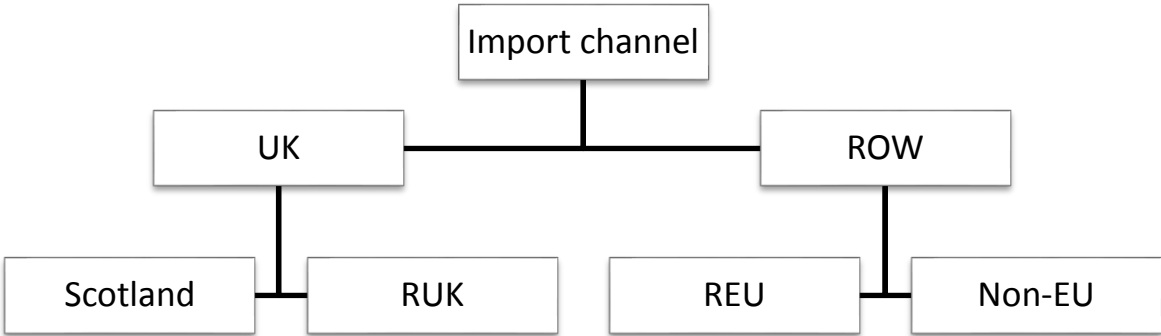 Import channel
UK
ROW
Scotland
RUK
REU
Non-EU